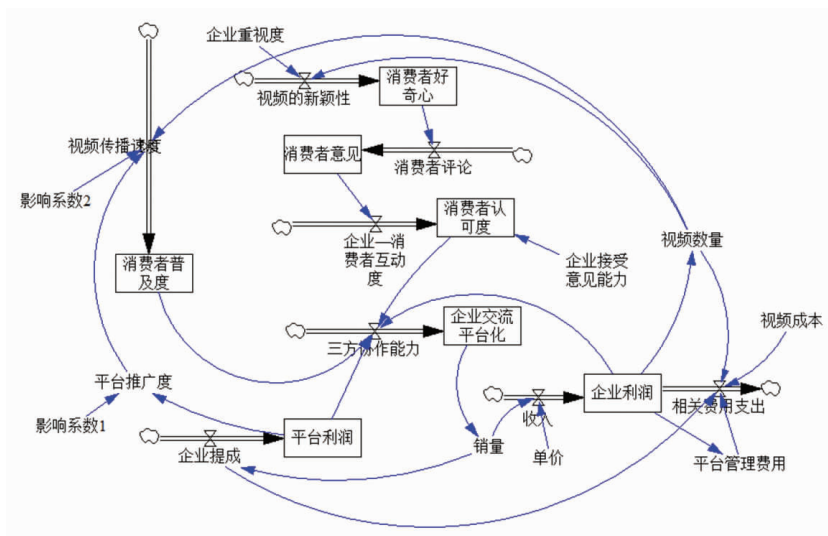 企业重视度
视频的新颖性
消费者好
奇心
视频传播速度
消费者意见
消费者评论
影响系数2
消费者认
可度
企业—消
费者互动
度
企业接受
意见能力
视频数量
消费者普
及度
三方协作能力
企业交流
平台化
视频成本
平台推广度
影响系数1
企业提成
平台利润
销量
收入
单价
企业利润
相关费用支出
平台管理费用